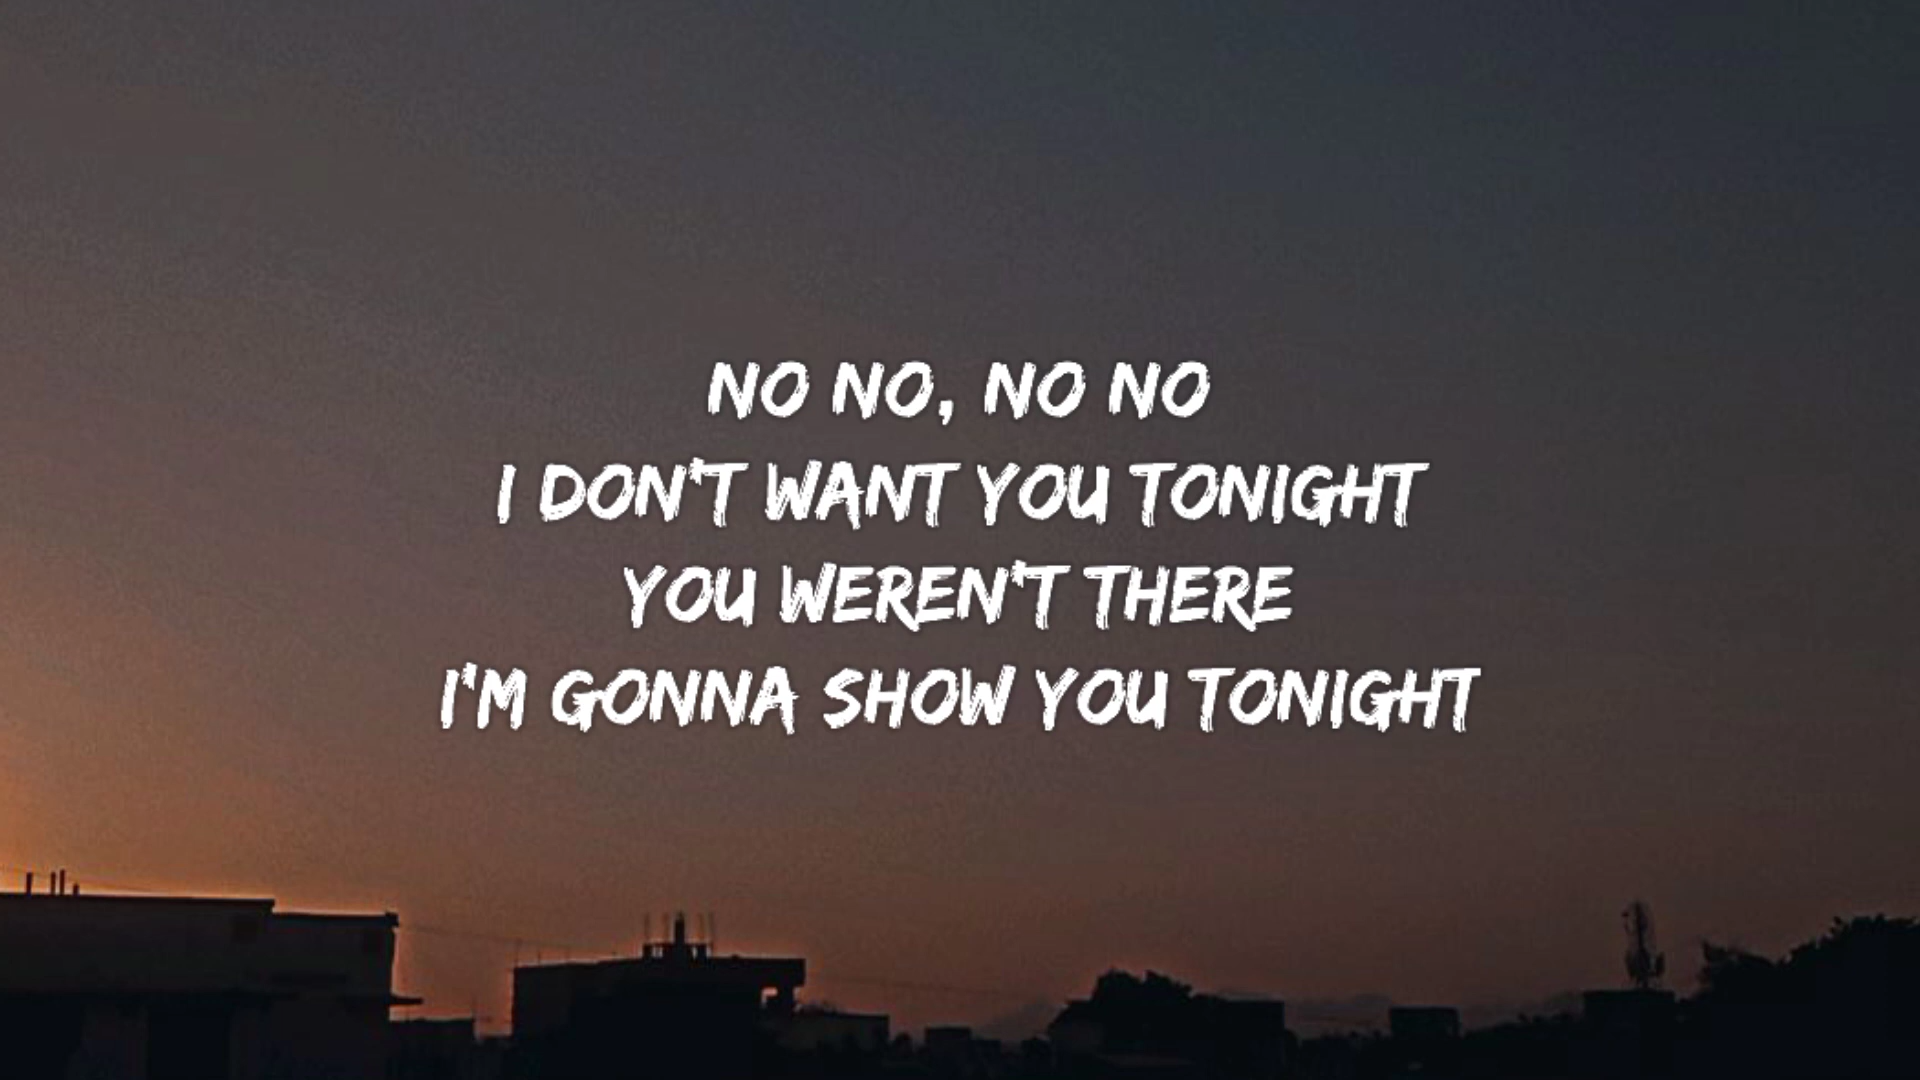 NO NO, NO NO
I DON'T WANT YOU TONIGHT
YOU WEREN'T THERE
I'M GONNA SHOW YOU TONIGHT